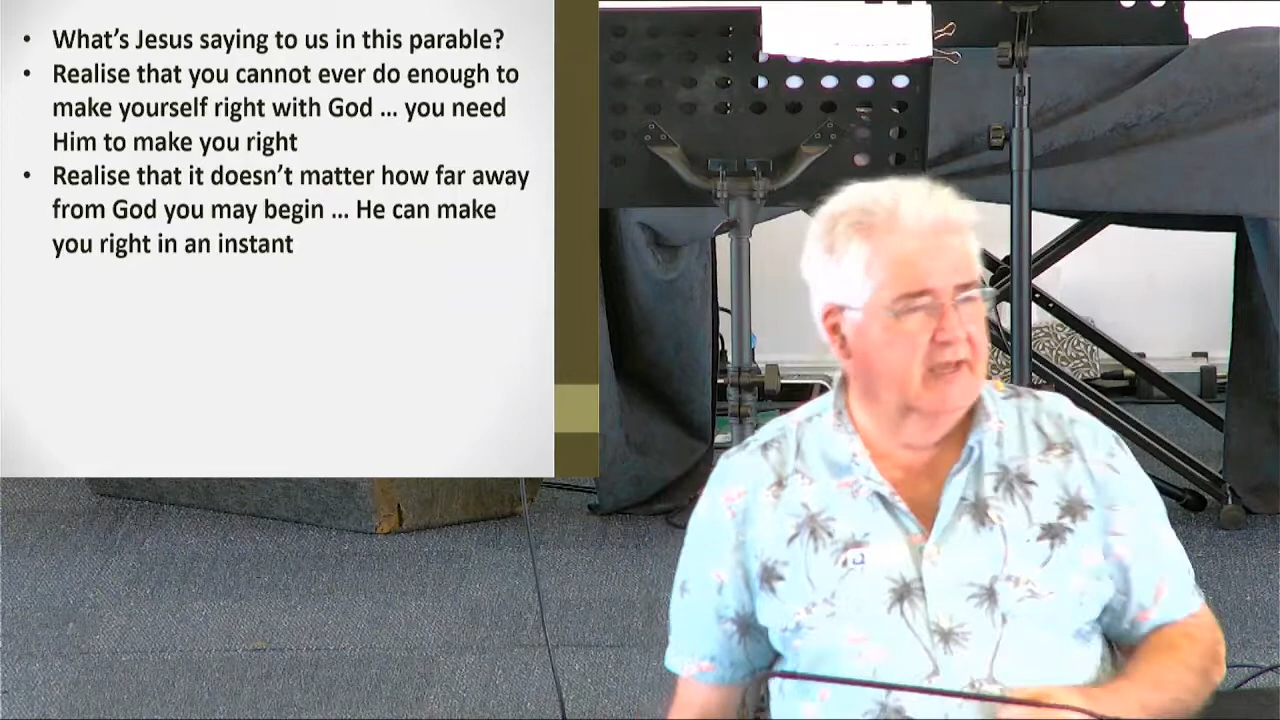 • What's Jesus saying to us in this parable?
• Realise that you cannot ever do enough to
make yourself right with God ... you need
Him to make you right
• Realise that it doesn't matter how far away
from God you may begin ... He can make
you right in an instant